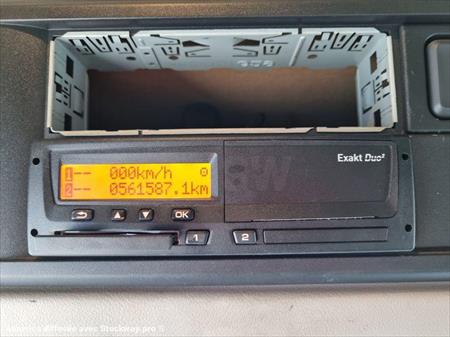 Exakt Duo²
1-- 000km/h
2-- 0561587.1km
OK
1
2
Annonce diffusée avec Stockway pro ©